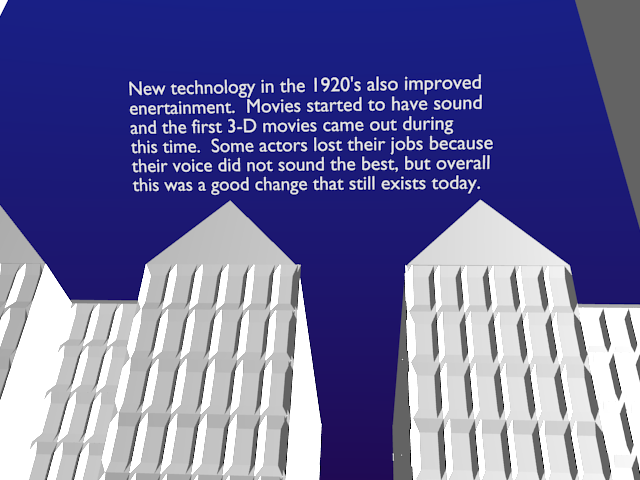 New technology in the 1920's also improved
enertainment.  Movies started to have sound
and the first 3-D movies came out during
this time.  Some actors lost their jobs because
their voice did not sound the best, but overall
this was a good change that still exists today.